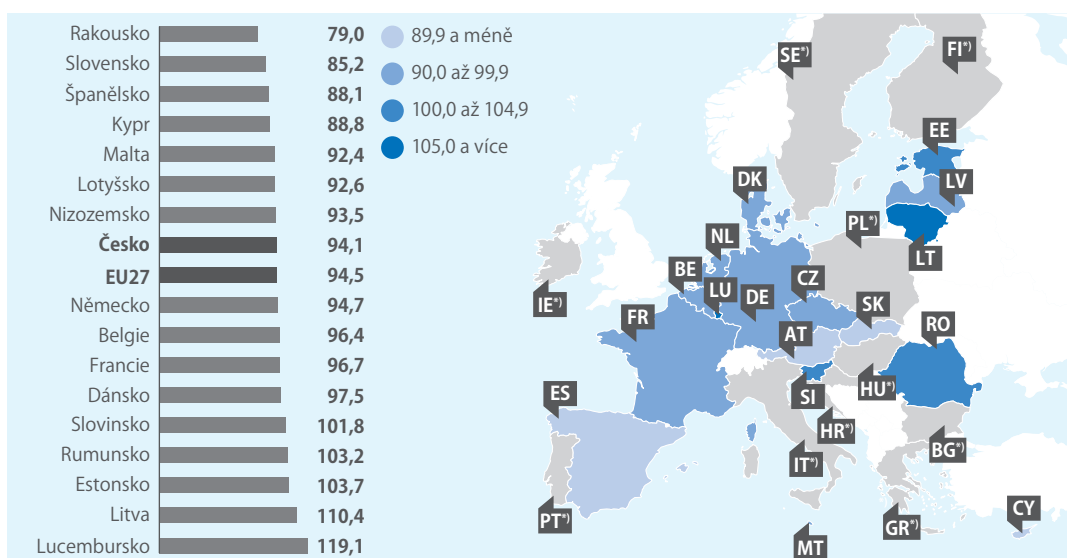 Rakousko 79,0
Slovensko 85,2
Španělsko 88,1
Kypr 88,8
Malta 92,4
Lotyšsko 92,6
Nizozemsko 93,5
Česko 94,1
EU27 94,5
Německo 94,7
Belgie 96,4
Francie 96,7
Dánsko 97,5
Slovinsko 101,8
Rumunsko 103,2
Estonsko 103,7
Litva 110,4
Lucembursko 119,1
89,9 a méně
90,0 až 99,9
100,0 až 104,9
105,0 a více
SE*)
FI*)
EE
LV
DK
PL*)
LT
NL
BE
LU
CZ
IE*)
FR
DE
SK
AT
RO
ES
SI
HU*)
HR*)
IT*)
BG*)
PT*)
MT
GR*)
CY